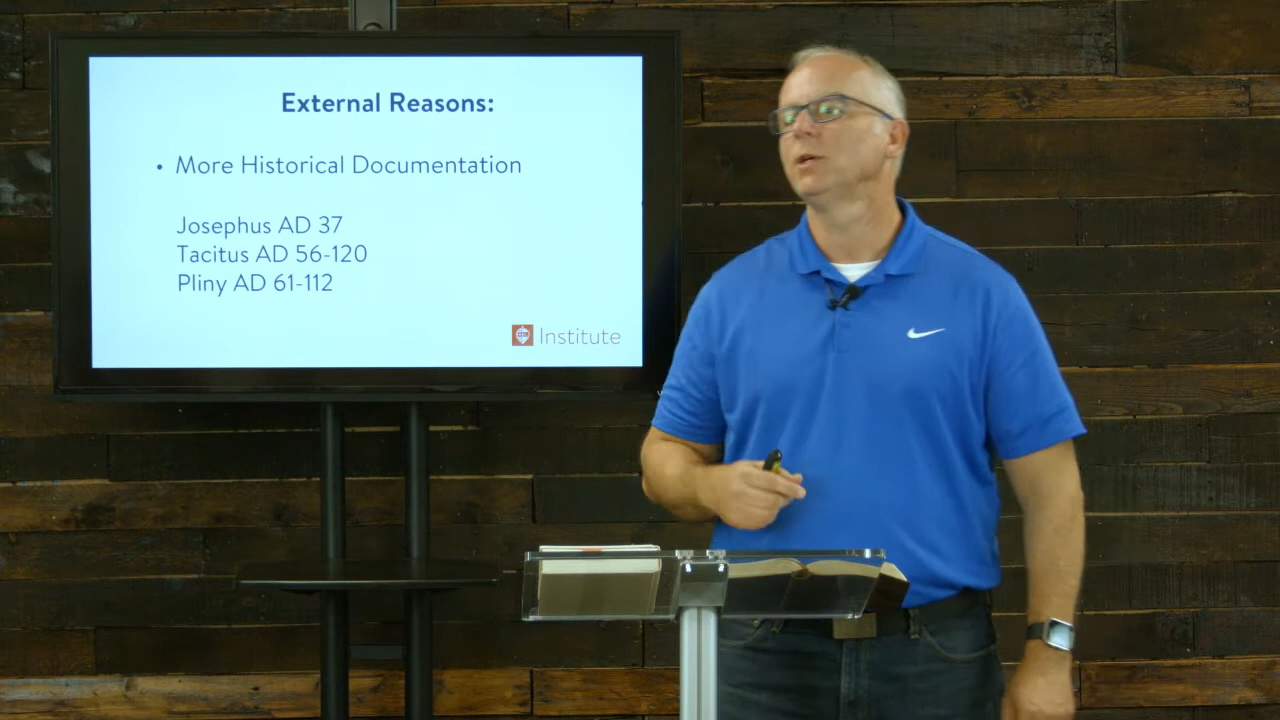 External Reasons:
• More Historical Documentation
Josephus AD 37
Tacitus AD 56-120
Pliny AD 61-112
Institute